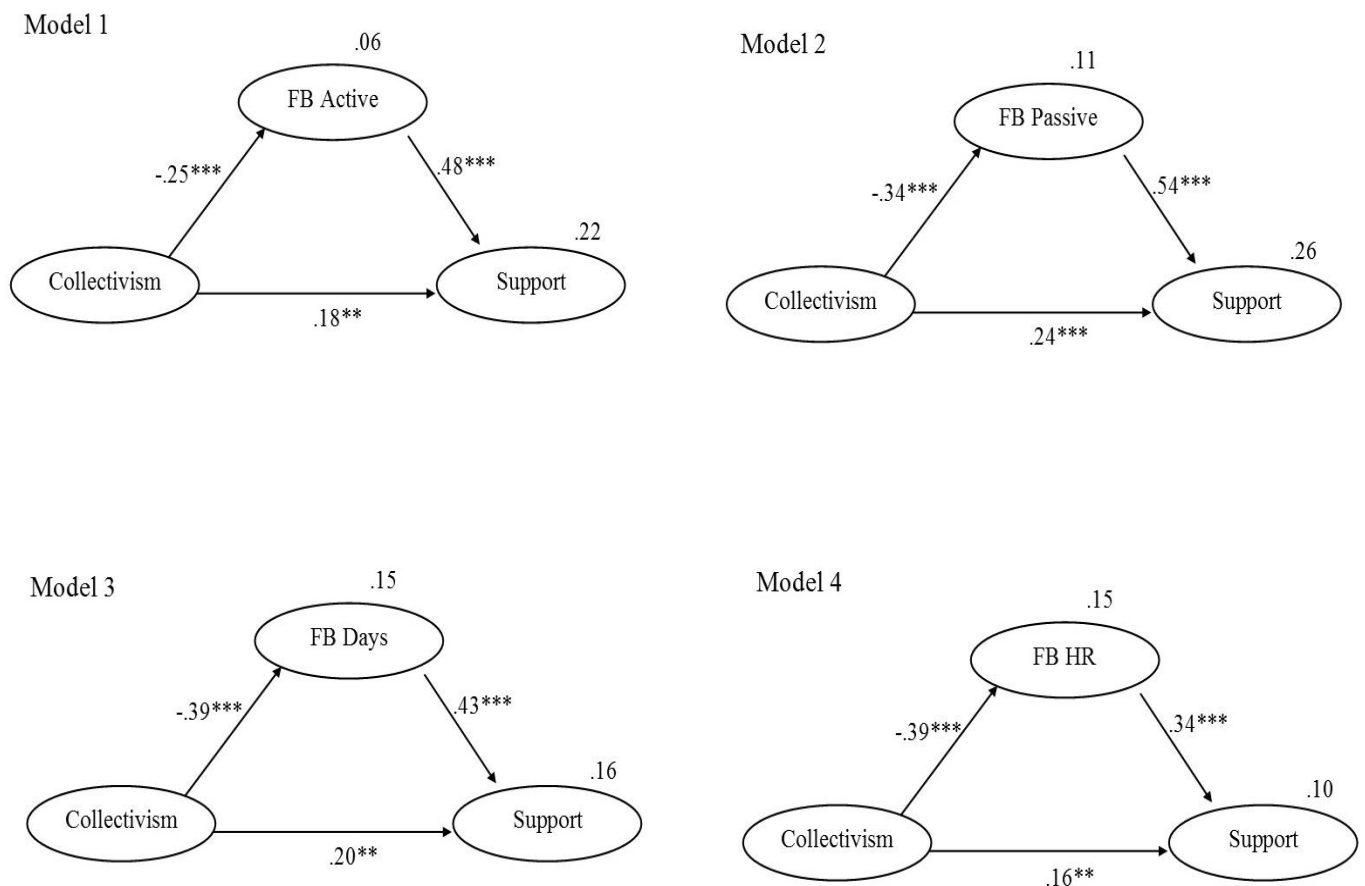 Model 1
.06
FB Active
-.25***
.48***
.22
Collectivism
Support
.18**
Model 2
.11
FB Passive
-.34***
.54***
.26
Collectivism
Support
.24***
Model 3
.15
FB Days
-.39***
.43***
.16
Collectivism
Support
.20**
Model 4
.15
FB HR
-.39***
.34***
.10
Collectivism
Support
.16**